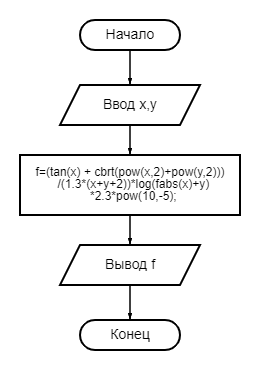 Начало
Ввод x,y
f=(tan(x) + cbrt(pow(x,2)+pow(y,2)))
/(1.3*(x+y+2))*log(fabs(x)+y)
*2.3*pow(10,-5);
Вывод f
Конец